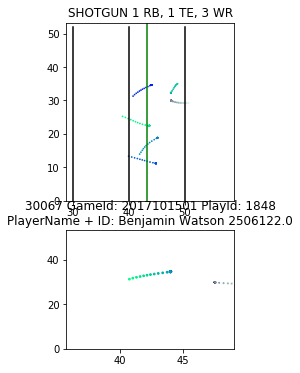 SHOTGUN 1 RB, 1 TE, 3 WR
50
40
30
20
10
0
30 40 50
30067 GameId: 2017101501 PlayId: 1848
PlayerName + ID: Benjamin Watson 2506122.0
40
20
0
40 45